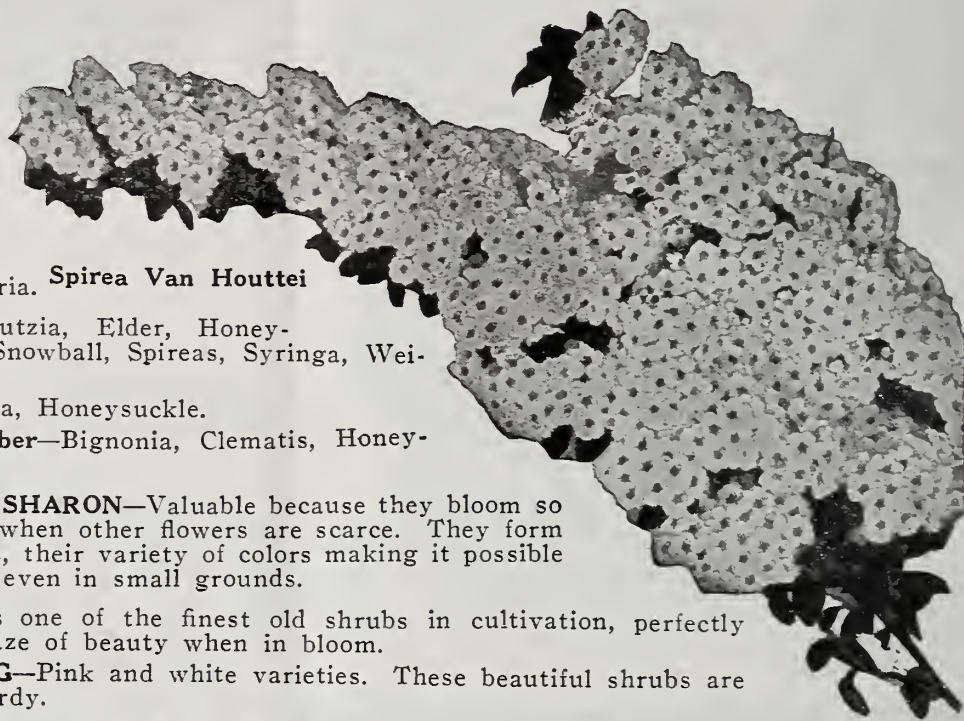 ria. Spirea Van Houttei
utzia, Elder, Honey-
Snowball, Spireas, Syringa, Wei-
a, Honeysuckle.
ber—Bignonia, Clematis, Honey-
SHARON—Valuable because they bloom so
when other flowers are scarce. They form
, their variety of colors making it possible
even in small grounds.
s one of the finest old shrubs in cultivation, perfectly
ze of beauty when in bloom.
G—Pink and white varieties. These beautiful shrubs are
rdy.